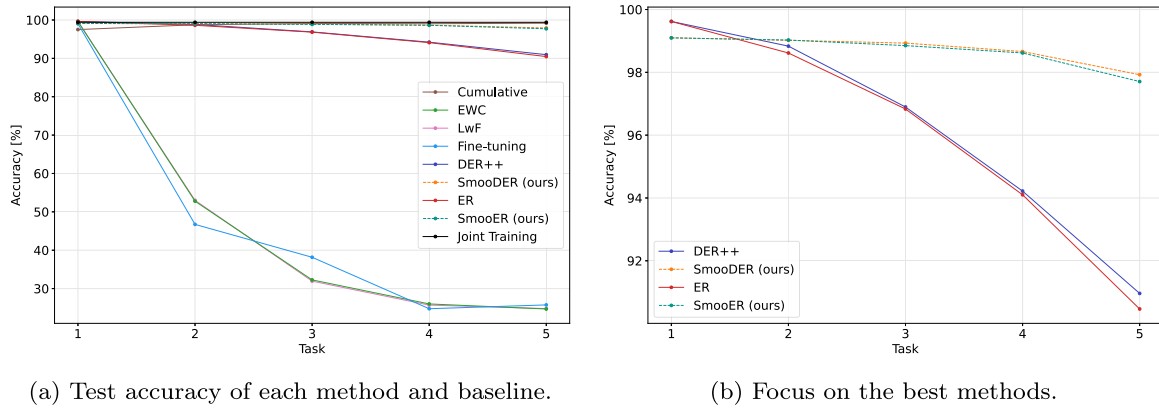 100
90
80
70
60
50
40
30
Accuracy [%]
Cumulative
EWC
LwF
Fine-tuning
DER++
SmooDER (ours)
ER
SmooER (ours)
Joint Training
1 2 3 4 5
Task
(a) Test accuracy of each method and baseline.
100
98
96
94
92
Accuracy [%]
DER++
SmooDER (ours)
ER
SmooER (ours)
1 2 3 4 5
Task
(b) Focus on the best methods.